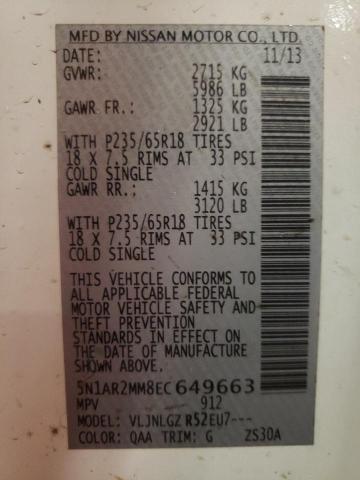 MFD BY NISSAN MOTOR CO., LTD.
DATE: 11/13
GVWR: 2715 KG
5986 LB
GAWR FR.: 1325 KG
2921 LB
WITH P235/65R18 TIRES
18 X 7.5 RIMS AT 33 PSI
COLD SINGLE
GAWR RR.: 1415 KG
3120 LB
WITH P235/65R18 TIRES
18 X 7.5 RIMS AT 33 PSI
COLD SINGLE
THIS VEHICLE CONFORMS TO
ALL APPLICABLE FEDERAL
MOTOR VEHICLE SAFETY AND
THEFT PREVENTION
STANDARDS IN EFFECT ON
THE DATE OF MANUFACTURE
SHOWN ABOVE.
5N1AR2MM8EC649663
MPV 912
MODEL: VLJNLGZ R52EU7---
COLOR: QAA TRIM: G ZS30A